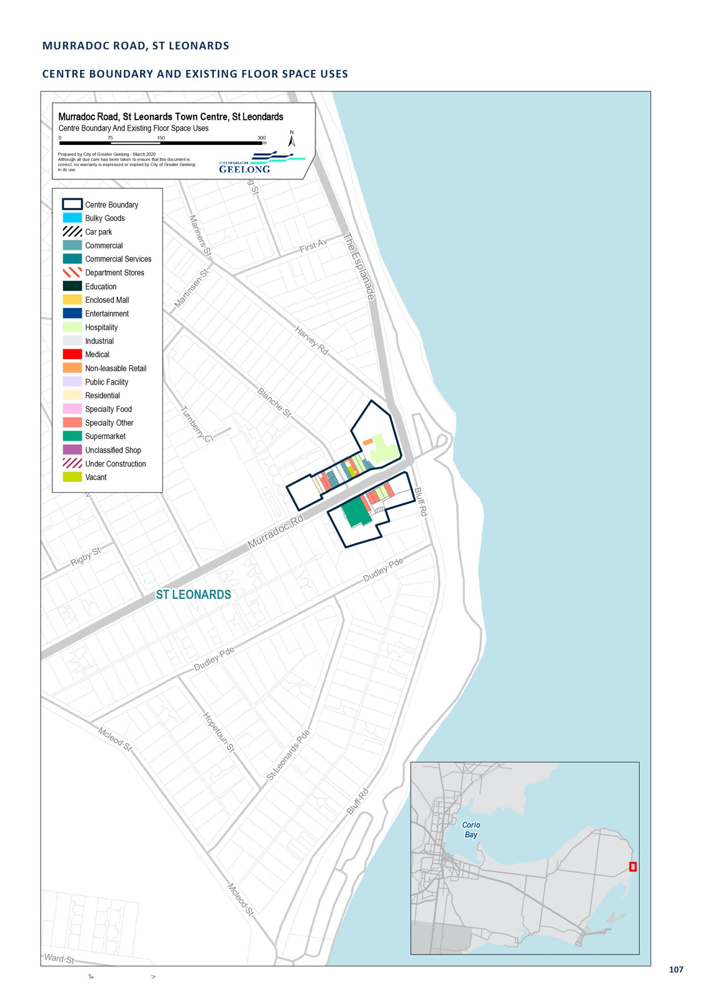 MURRADOC ROAD, ST LEONARDS
CENTRE BOUNDARY AND EXISTING FLOOR SPACE USES
Murradoc Road, St Leonards Town Centre, St Leondards
Centre Boundary And Existing Floor Space Uses
0 75 150 300
m
N
Prepared by City of Greater Geelong - March 2020
Although all due care has been taken to ensure that this document is
correct, no warranty is expressed or implied by City of Greater Geelong
in its use.
CITY OF GREATER
GEELONG
Centre Boundary
Bulky Goods
Car park
Commercial
Commercial Services
Department Stores
Education
Enclosed Mall
Entertainment
Hospitality
Industrial
Medical
Non-leasable Retail
Public Facility
Residential
Specialty Food
Specialty Other
Supermarket
Unclassified Shop
Under Construction
Vacant
g St
Mariners St
First Av
The Esplanade
Martinsen St
Harvey Rd
Blanche St
Turnberry Cl
Bluff Rd
Murradoc Rd
Rigby St
Dudley Pde
ST LEONARDS
Dudley Pde
Mcleod St
Hopetoun St
St Leonards Pde
Bluff Rd
Mcleod St
Ward St
Corio
Bay
107